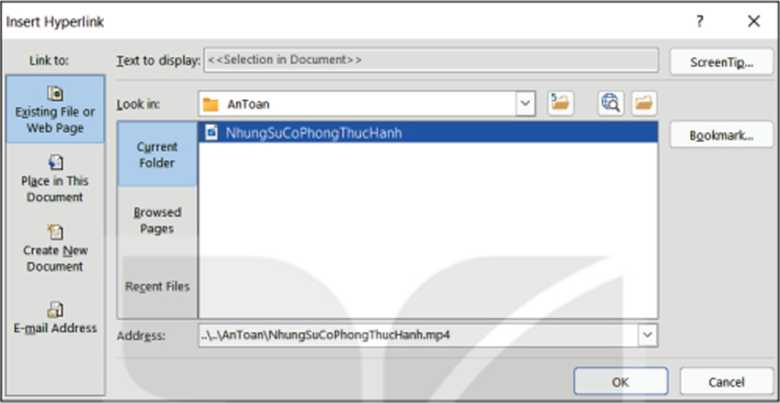 Insert Hyperlink
? ×
Link to:
Text to display: <<Selection in Document>>
ScreenTip...
Existing File or
Web Page
Look in: AnToan
Current
Folder
NhungSuCoPhongThucHanh
Bookmark...
Place in This
Document
Browsed
Pages
Create New
Document
Recent Files
E-mail Address
Address: ..\..\AnToan\NhungSuCoPhongThucHanh.mp4
OK
Cancel